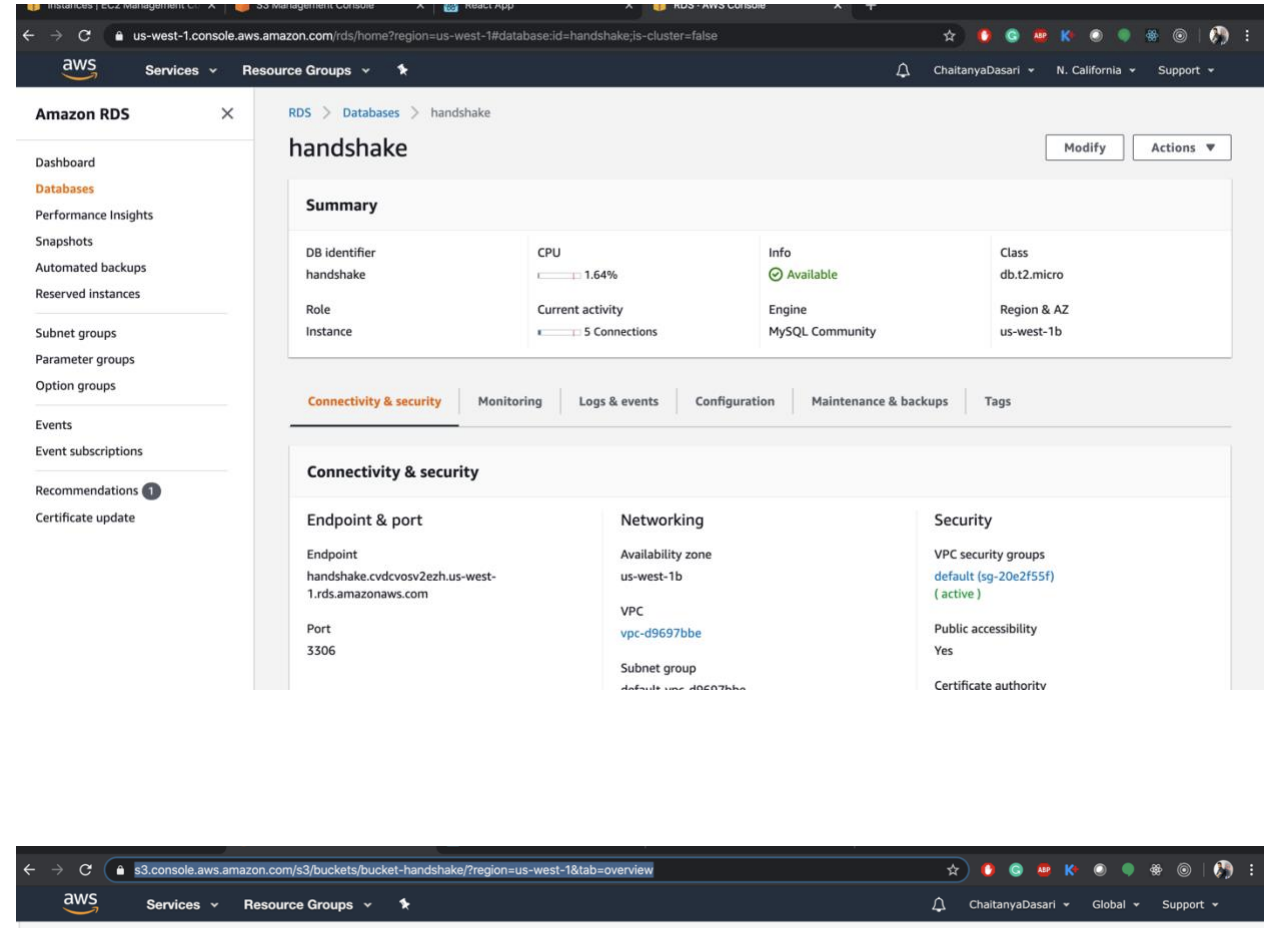 Instances | EC2 Management Co
S3 Management Console
React App
RDS · AWS Console
us-west-1.console.aws.amazon.com/rds/home?region=us-west-1#database:id=handshake;is-cluster=false
aws Services Resource Groups ChaitanyaDasari N. California Support
Amazon RDS
Dashboard
Databases
Performance Insights
Snapshots
Automated backups
Reserved instances
Subnet groups
Parameter groups
Option groups
Events
Event subscriptions
Recommendations 1
Certificate update
RDS > Databases > handshake
handshake
Modify Actions
Summary
DB identifier
handshake
CPU
1.64%
Info
Available
Class
db.t2.micro
Role
Instance
Current activity
5 Connections
Engine
MySQL Community
Region & AZ
us-west-1b
Connectivity & security Monitoring Logs & events Configuration Maintenance & backups Tags
Connectivity & security
Endpoint & port
Endpoint
handshake.cvdcvosv2ezh.us-west-
1.rds.amazonaws.com
Port
3306
Networking
Availability zone
us-west-1b
VPC
vpc-d9697bbe
Subnet group
default-vpc-d9697bbe
Security
VPC security groups
default (sg-20e2f55f)
( active )
Public accessibility
Yes
Certificate authority
s3.console.aws.amazon.com/s3/buckets/bucket-handshake/?region=us-west-1&tab=overview
aws Services Resource Groups ChaitanyaDasari Global Support